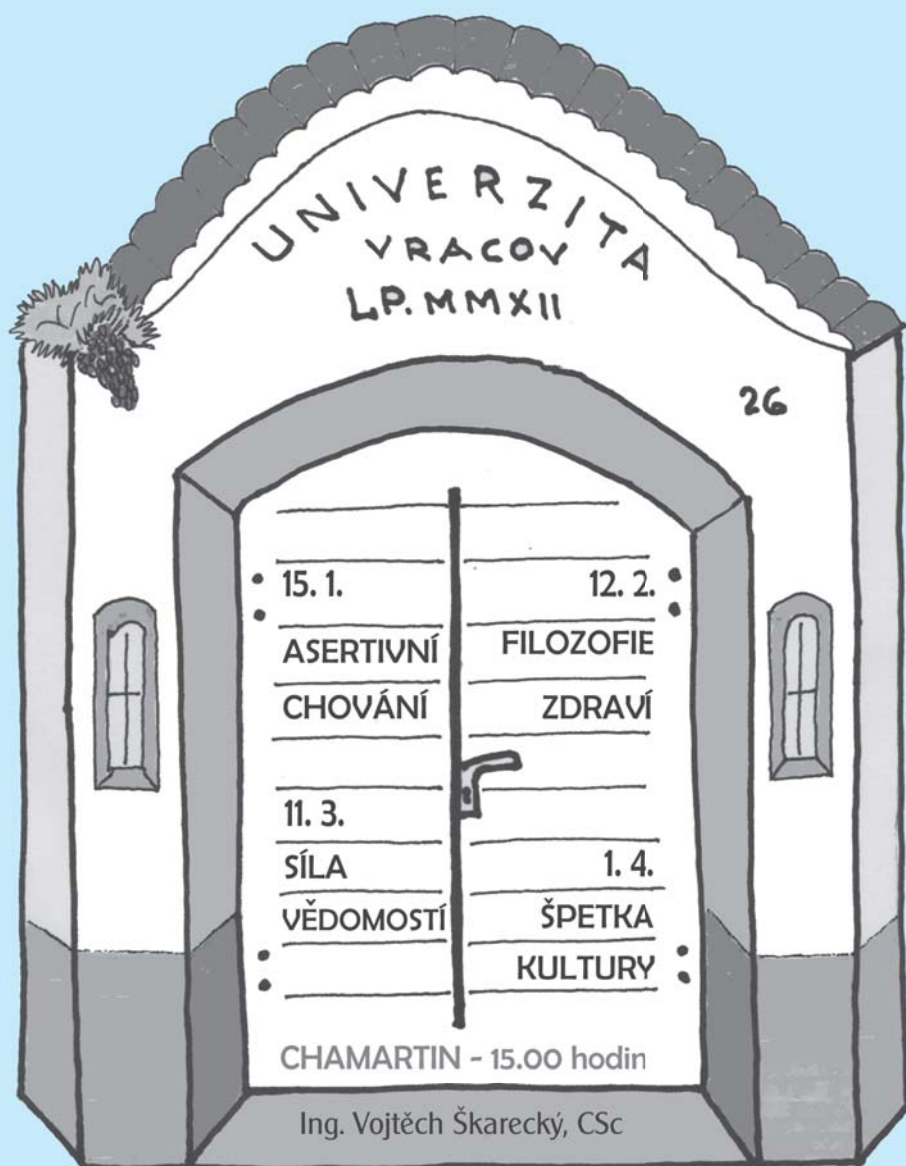 UNIVERZITA
VRACOV
L.P. MMXII
26
15. 1.
ASERTIVNÍ
CHOVÁNÍ
12. 2.
FILOZOFIE
ZDRAVÍ
11. 3.
SÍLA
VĚDOMOSTÍ
1. 4.
ŠPETKA
KULTURY
CHAMARTIN - 15.00 hodin
Ing. Vojtěch Škarecký, CSc